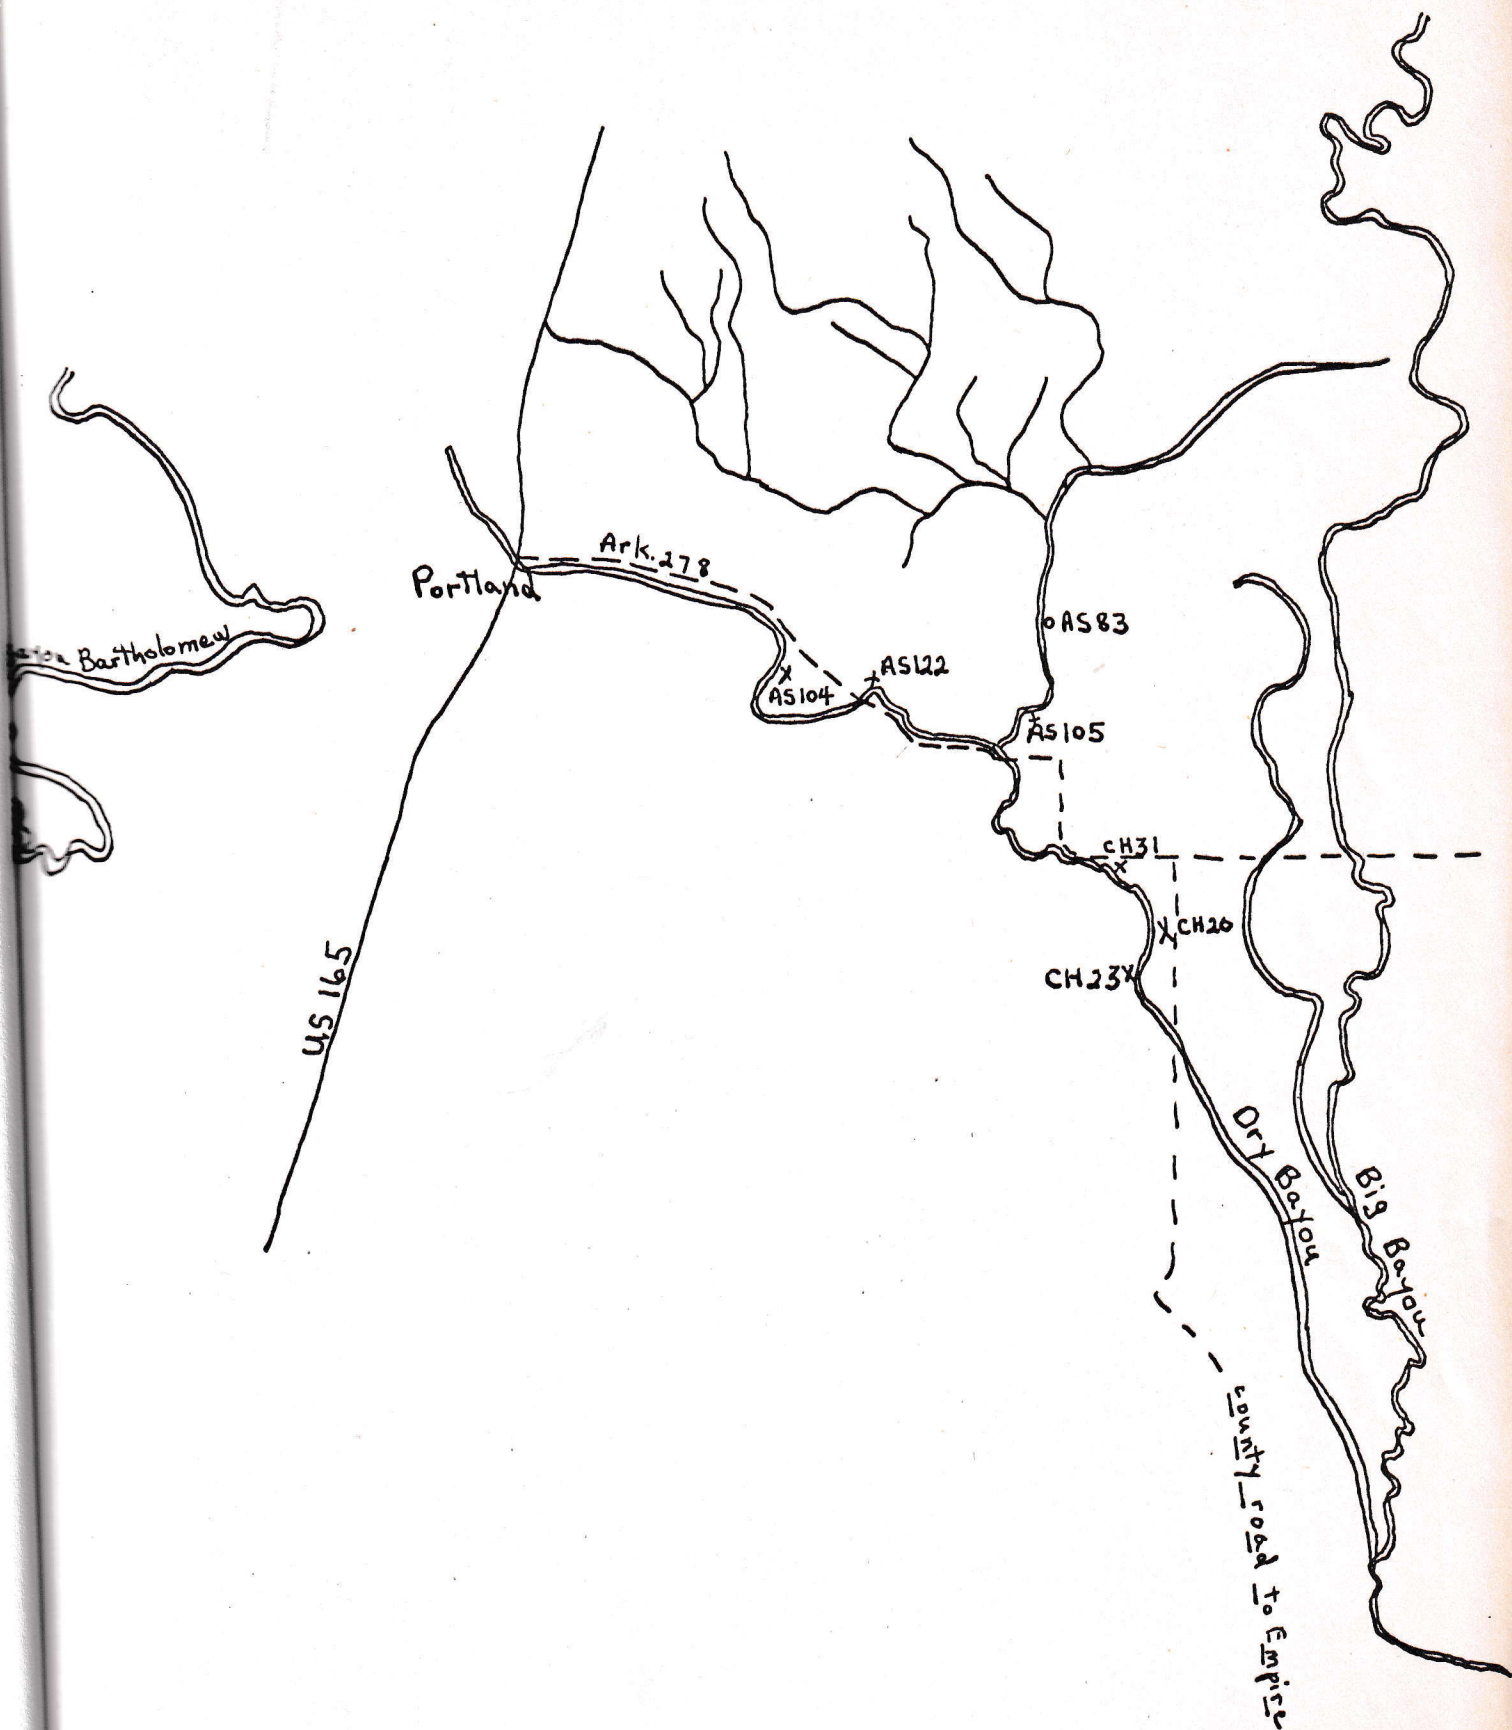 Ark. 278
Portland
AS83
Bartholomew
AS122
AS104
AS105
CH31
CH20
CH23
US 165
Dry Bayou
Big Bayou
county road to Empire